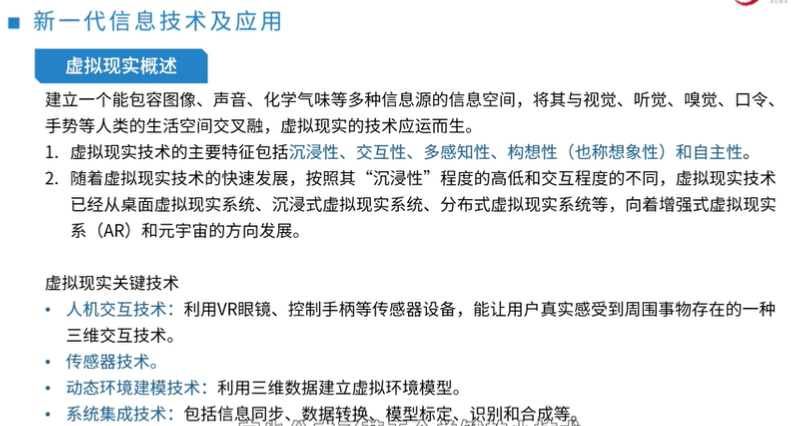 新一代信息技术及应用
虚拟现实概述
建立一个能包容图像、声音、化学气味等多种信息源的信息空间，将其与视觉、听觉、嗅觉、口令、
手势等人类的生活空间交叉融，虚拟现实的技术应运而生。
1. 虚拟现实技术的主要特征包括沉浸性、交互性、多感知性、构想性（也称想象性）和自主性。
2. 随着虚拟现实技术的快速发展，按照其“沉浸性”程度的高低和交互程度的不同，虚拟现实技术
已经从桌面虚拟现实系统、沉浸式虚拟现实系统、分布式虚拟现实系统等，向着增强式虚拟现实
系（AR）和元宇宙的方向发展。
虚拟现实关键技术
• 人机交互技术：利用VR眼镜、控制手柄等传感器设备，能让用户真实感受到周围事物存在的一种
三维交互技术。
• 传感器技术。
• 动态环境建模技术：利用三维数据建立虚拟环境模型。
• 系统集成技术：包括信息同步、数据转换、模型标定、识别和合成等。